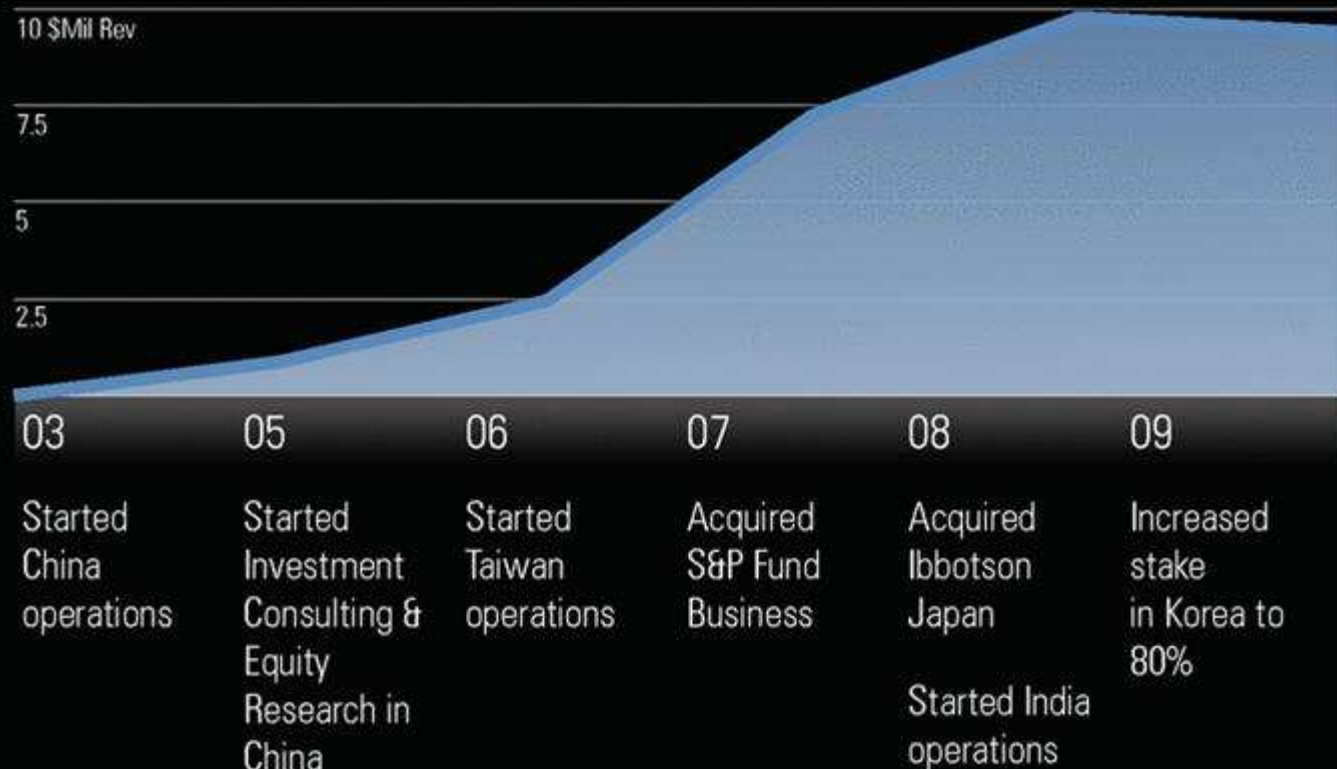 10 $Mil Rev
7.5
5
2.5
03
05
06
07
08
09
Started
China
operations
Started
Investment
Consulting &
Equity
Research in
China
Started
Taiwan
operations
Acquired
S&P Fund
Business
Acquired
Ibbotson
Japan
Started India
operations
Increased
stake
in Korea to
80%